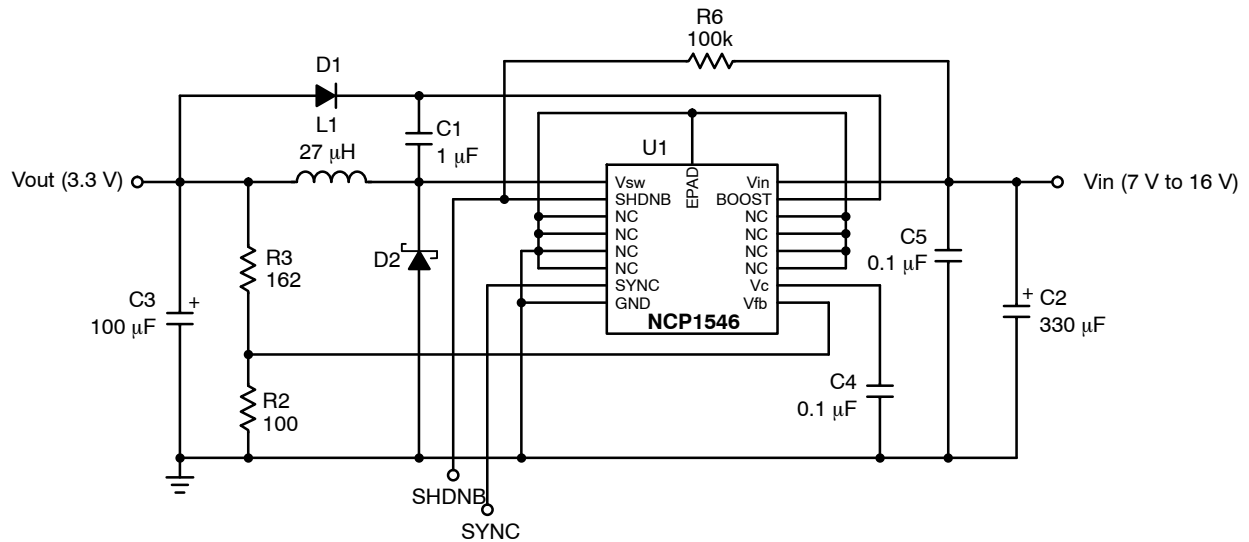 R6
100k
D1
L1
27 μH
C1
1 μF
U1
Vout (3.3 V)
Vin (7 V to 16 V)
EPAD
Vsw
SHDNB
NC
NC
NC
NC
SYNC
GND
Vin
BOOST
NC
NC
NC
NC
Vc
Vfb
NCP1546
R3
162
D2
C3
+
100 μF
C5
0.1 μF
+
C2
330 μF
C4
0.1 μF
R2
100
SHDNB
SYNC